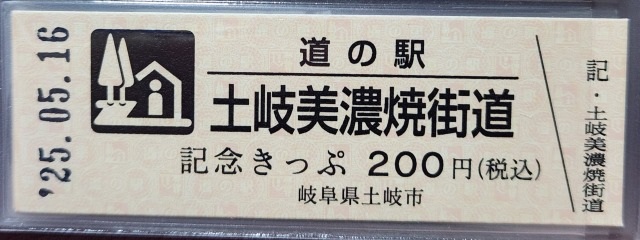 '25.05.16
道の駅
土岐美濃焼街道
記念きっぷ 200円(税込)
岐阜県土岐市
記・土岐美濃焼街道